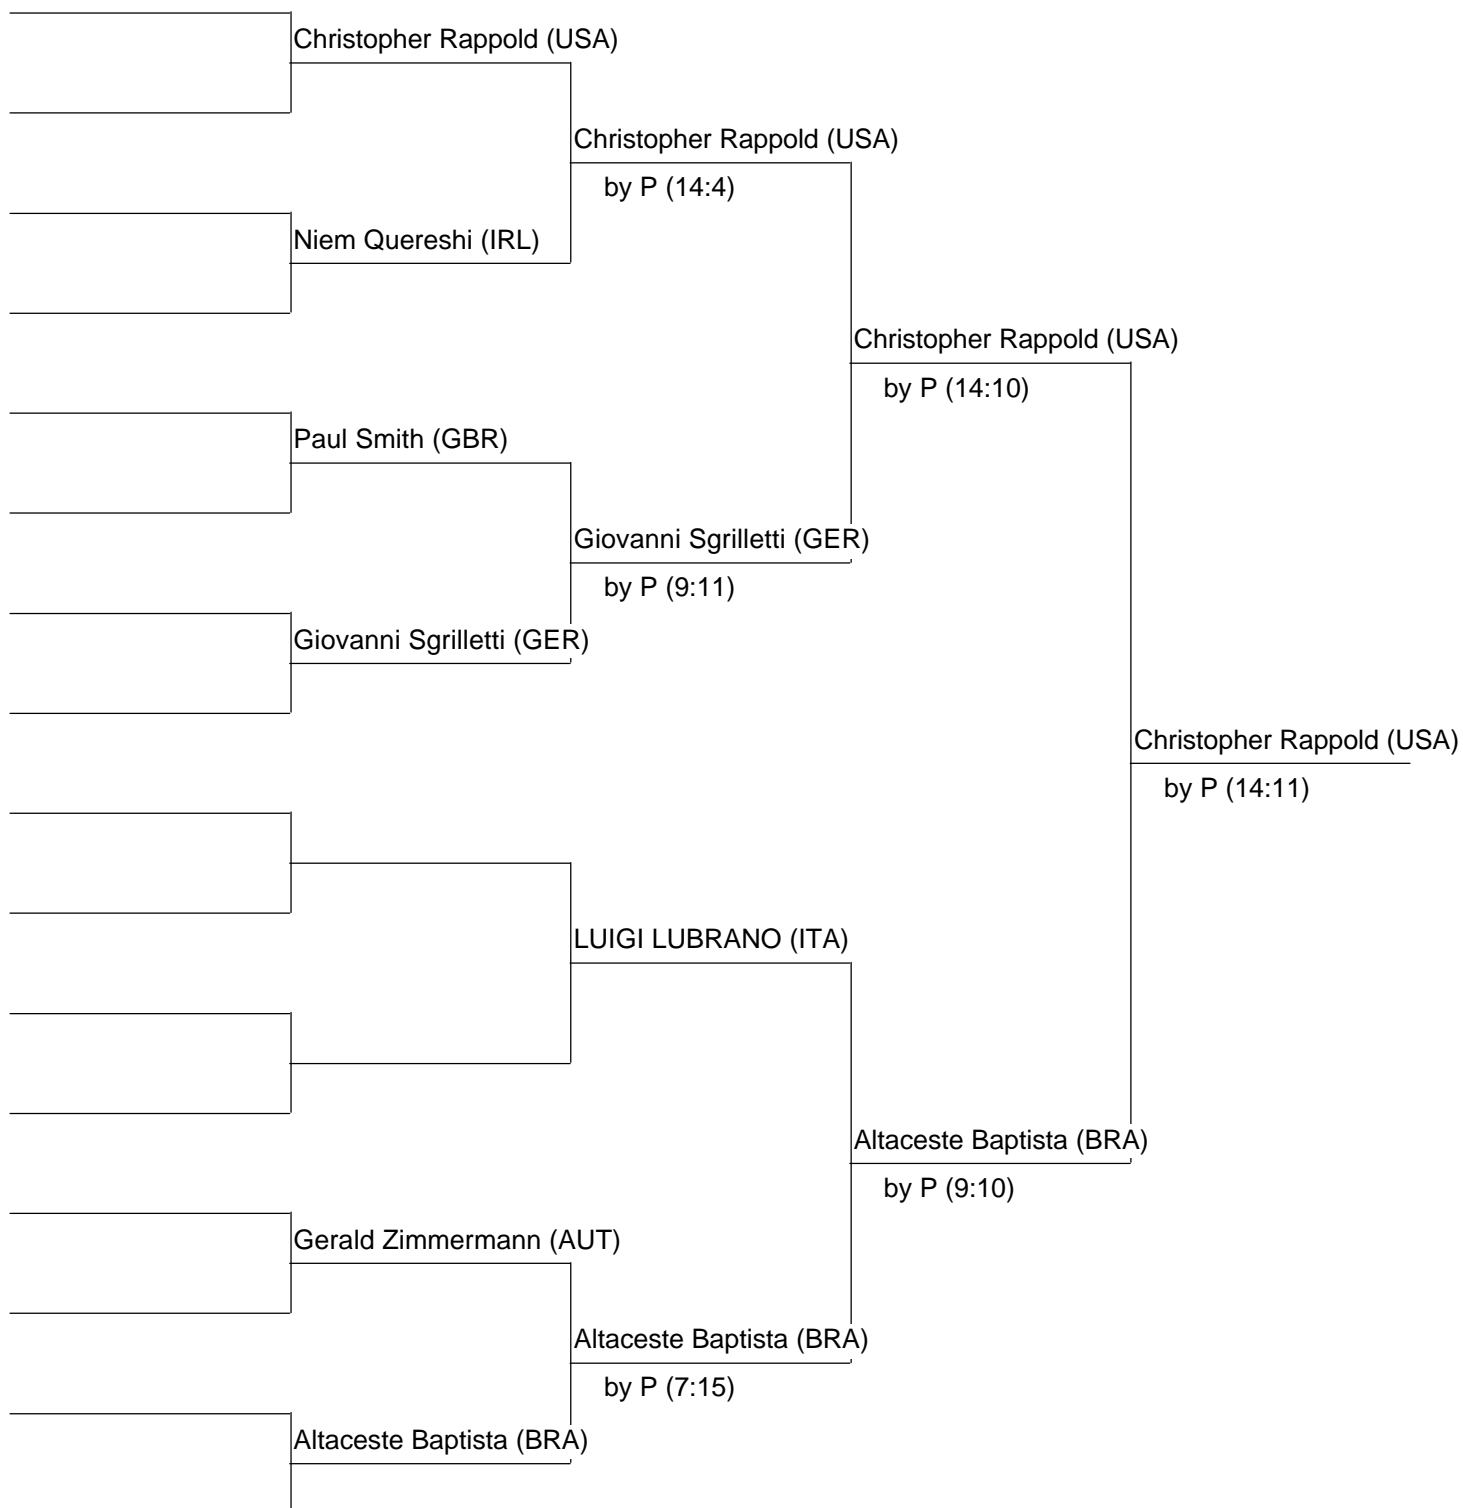 Christopher Rappold (USA)
Christopher Rappold (USA)
by P (14:4)
Niem Quereshi (IRL)
Christopher Rappold (USA)
by P (14:10)
Paul Smith (GBR)
Giovanni Sgrilletti (GER)
by P (9:11)
Giovanni Sgrilletti (GER)
Christopher Rappold (USA)
by P (14:11)
LUIGI LUBRANO (ITA)
Altaceste Baptista (BRA)
by P (9:10)
Gerald Zimmermann (AUT)
Altaceste Baptista (BRA)
by P (7:15)
Altaceste Baptista (BRA)